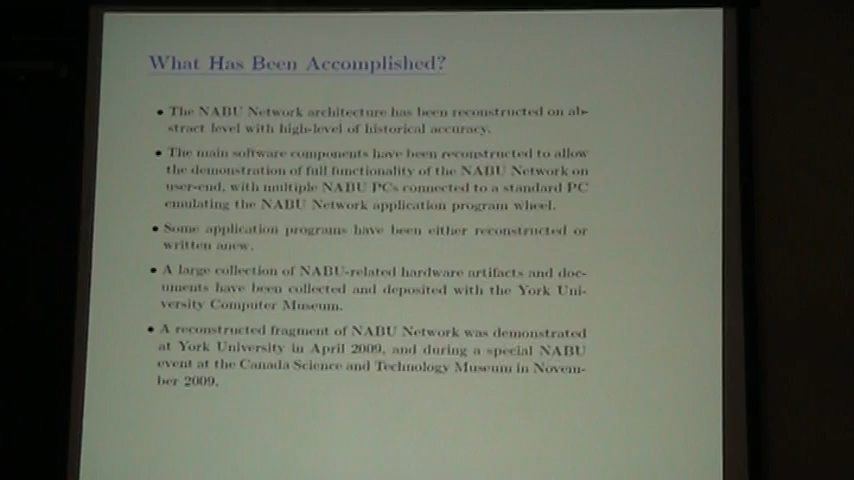 What Has Been Accomplished?
• The NABU Network architecture has been reconstructed on ab-
stract level with high-level of historical accuracy.
• The main software components have been reconstructed to allow
the demonstration of full functionality of the NABU Network on
user-end, with multiple NABU PCs connected to a standard PC
emulating the NABU Network application program wheel.
• Some application programs have been either reconstructed or
written anew.
• A large collection of NABU-related hardware artifacts and doc-
uments have been collected and deposited with the York Uni-
versity Computer Museum.
• A reconstructed fragment of NABU Network was demonstrated
at York University in April 2009, and during a special NABU
event at the Canada Science and Technology Museum in Novem-
ber 2009.